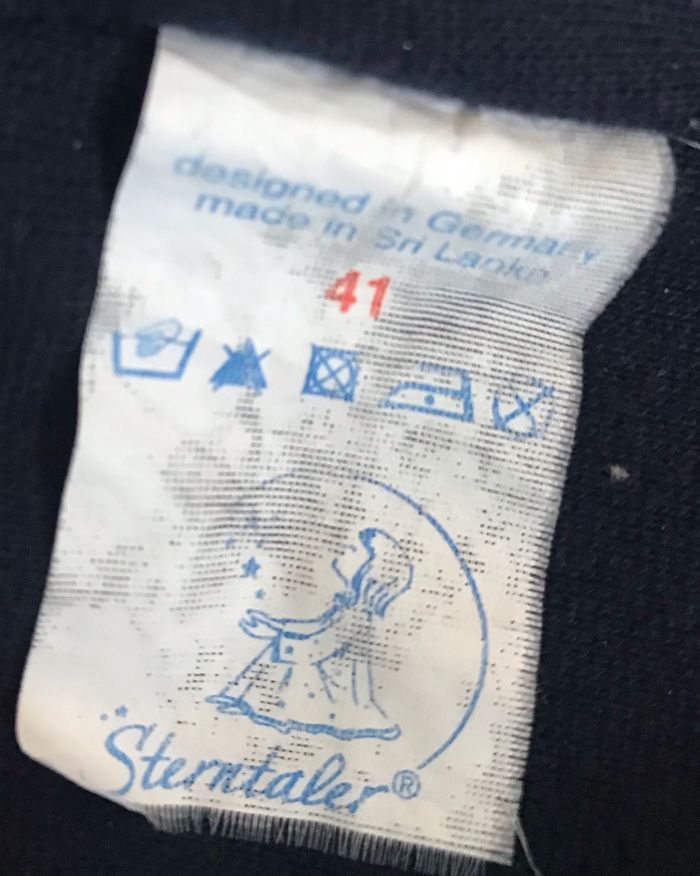 designed in Germany
made in Sri Lanka
41
Sterntaler®